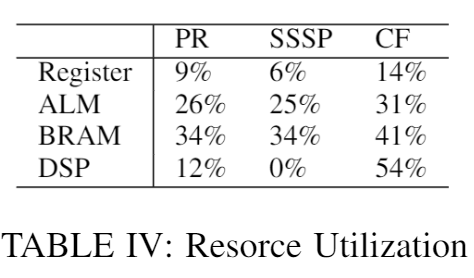 PR SSSP CF
Register 9% 6% 14%
ALM 26% 25% 31%
BRAM 34% 34% 41%
DSP 12% 0% 54%
TABLE IV: Resorce Utilization